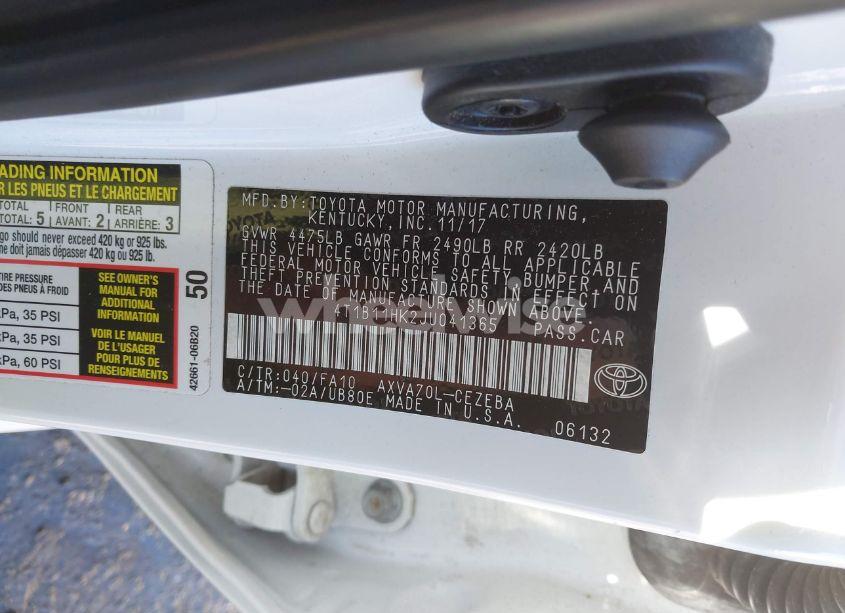 ADING INFORMATION
R LES PNEUS ET LE CHARGEMENT
TOTAL 5 FRONT AVANT: 2 REAR ARRIÈRE: 3
TOTAL
rgo should never exceed 420 kg or 925 lbs.
ne doit jamais dépasser 420 kg ou 925 lb.
TIRE PRESSURE
DES PNEUS À FROID
Pa, 35 PSI
Pa, 35 PSI
Pa, 60 PSI
SEE OWNER'S
MANUAL FOR
ADDITIONAL
INFORMATION
VOIR LE MANUEL
DE L'USAGER
POUR PLUS DE
RENSEIGNEMENTS
50
42661-06B20
MFD.BY:TOYOTA MOTOR MANUFACTURING,
KENTUCKY, INC.11/17
GVWR 4475LB GAWR FR 2490LB RR 2420LB
THIS VEHICLE CONFORMS TO ALL APPLICABLE
FEDERAL MOTOR VEHICLE SAFETY, BUMPER, AND
THEFT PREVENTION STANDARDS IN EFFECT ON
THE DATE OF MANUFACTURE SHOWN ABOVE.
PASS.CAR
C/TR:040/FA10 AXVA70L-CEZEBA
A/TM:-02A/UB80E MADE IN U.S.A.
06132
wheelwise